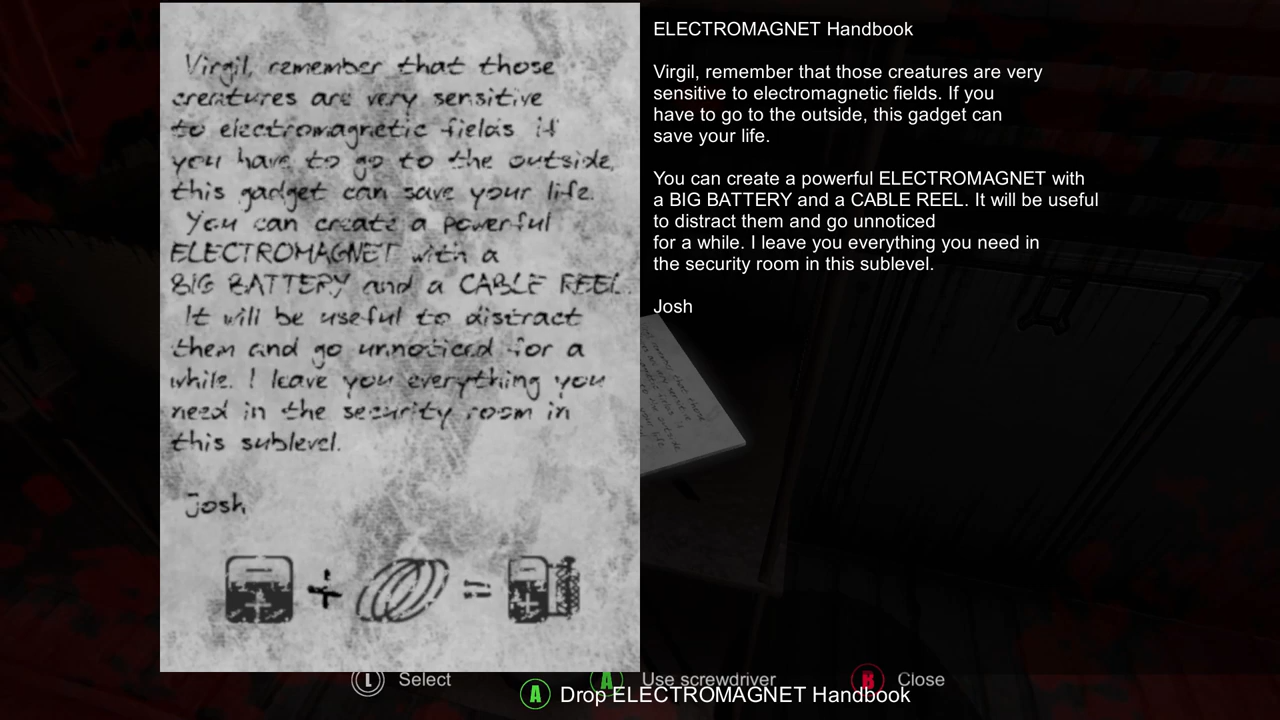 Virgil, remember that those
creatures are very sensitive
to electromagnetic fields if
you have to go to the outside,
this gadget can save your life.
You can create a powerful
ELECTROMAGNET with a
BIG BATTERY and a CABLE REEL.
It will be useful to distract
them and go unnoticed for a
while. I leave you everything you
need in the security room in
this sublevel.
Josh
+ =
ELECTROMAGNET Handbook
Virgil, remember that those creatures are very
sensitive to electromagnetic fields. If you
have to go to the outside, this gadget can
save your life.
You can create a powerful ELECTROMAGNET with
a BIG BATTERY and a CABLE REEL. It will be useful
to distract them and go unnoticed
for a while. I leave you everything you need in
the security room in this sublevel.
Josh
L Select
A Use screwdriver
B Close
A Drop ELECTROMAGNET Handbook